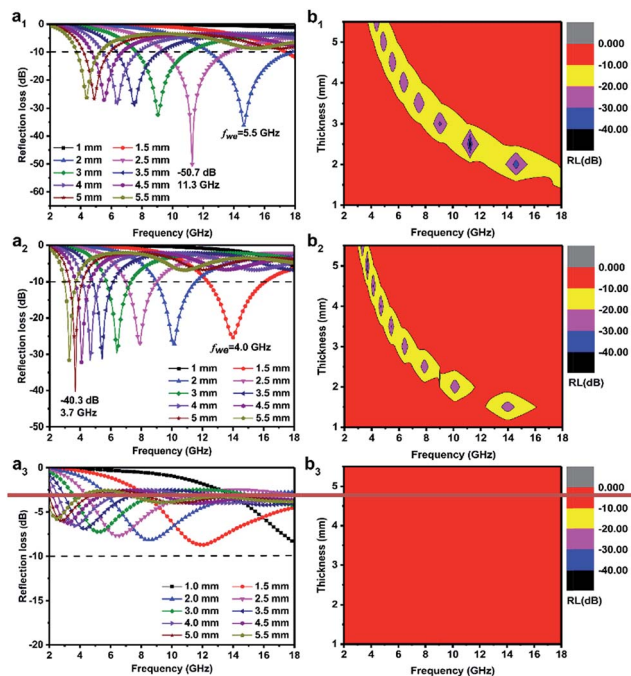 a1
b1
Reflection loss (dB)
0
-10
-20
-30
-40
-50
-60
fwe=5.5 GHz
1 mm 1.5 mm
2 mm 2.5 mm
3 mm 3.5 mm
4 mm 4.5 mm
5 mm 5.5 mm
-50.7 dB
11.3 GHz
2 4 6 8 10 12 14 16 18
Frequency (GHz)
Thickness (mm)
5
4
3
2
1
2 4 6 8 10 12 14 16 18
Frequency (GHz)
0.000
-10.00
-20.00
-30.00
-40.00
RL(dB)
a2
b2
Reflection loss (dB)
0
-10
-20
-30
-40
-50
fwe=4.0 GHz
-40.3 dB
3.7 GHz
1 mm 1.5 mm
2 mm 2.5 mm
3 mm 3.5 mm
4 mm 4.5 mm
5 mm 5.5 mm
2 4 6 8 10 12 14 16 18
Frequency (GHz)
Thickness (mm)
5
4
3
2
1
2 4 6 8 10 12 14 16 18
Frequency (GHz)
0.000
-10.00
-20.00
-30.00
-40.00
RL(dB)
a3
b3
Reflection loss (dB)
0
-5
-10
-15
-20
1.0 mm 1.5 mm
2.0 mm 2.5 mm
3.0 mm 3.5 mm
4.0 mm 4.5 mm
5.0 mm 5.5 mm
2 4 6 8 10 12 14 16 18
Frequency (GHz)
Thickness (mm)
5
4
3
2
1
2 4 6 8 10 12 14 16 18
Frequency (GHz)
0.000
-10.00
-20.00
-30.00
-40.00
RL(dB)